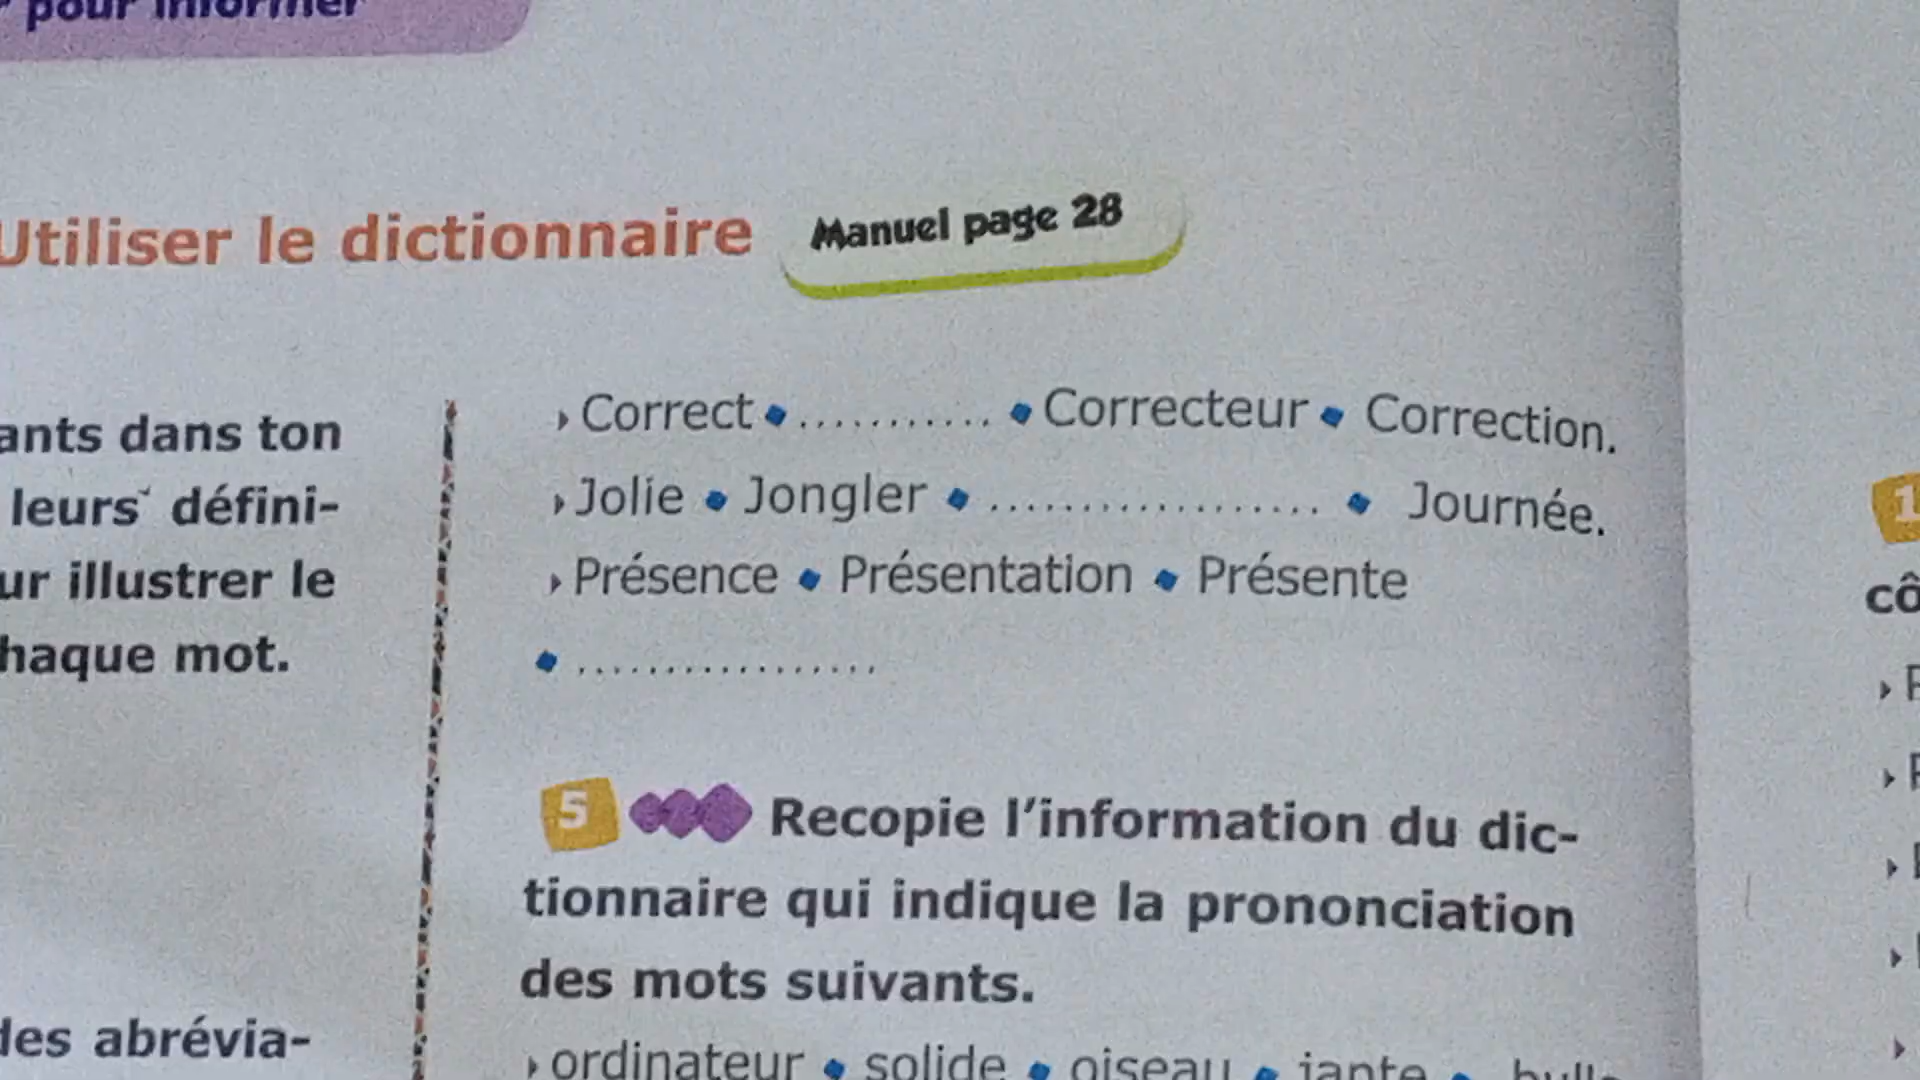 pour informer
Utiliser le dictionnaire
Manuel page 28
ants dans ton
leurs défini-
ur illustrer le
haque mot.
des abrévia-
Correct • ............ • Correcteur • Correction.
Jolie • Jongler • ................... • Journée.
Présence • Présentation • Présente
• .................
5 Recopie l'information du dic-
tionnaire qui indique la prononciation
des mots suivants.
ordinateur • solide • oiseau • jante •
1
cô